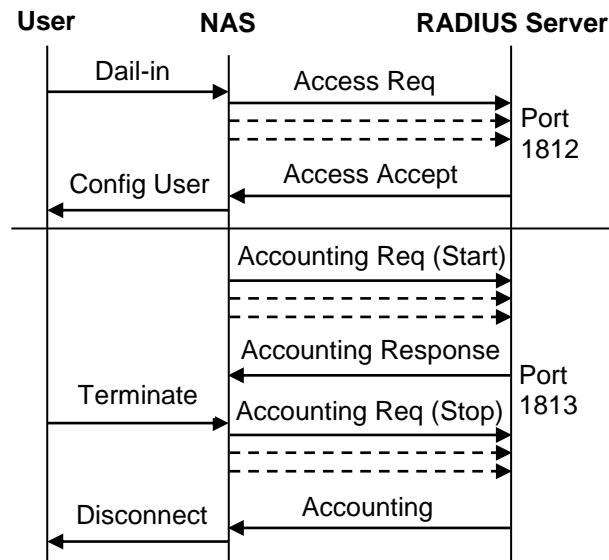 User NAS RADIUS Server
Dail-in
Access Req
Port
1812
Access Accept
Config User
Accounting Req (Start)
Accounting Response
Port
1813
Terminate
Accounting Req (Stop)
Accounting
Disconnect